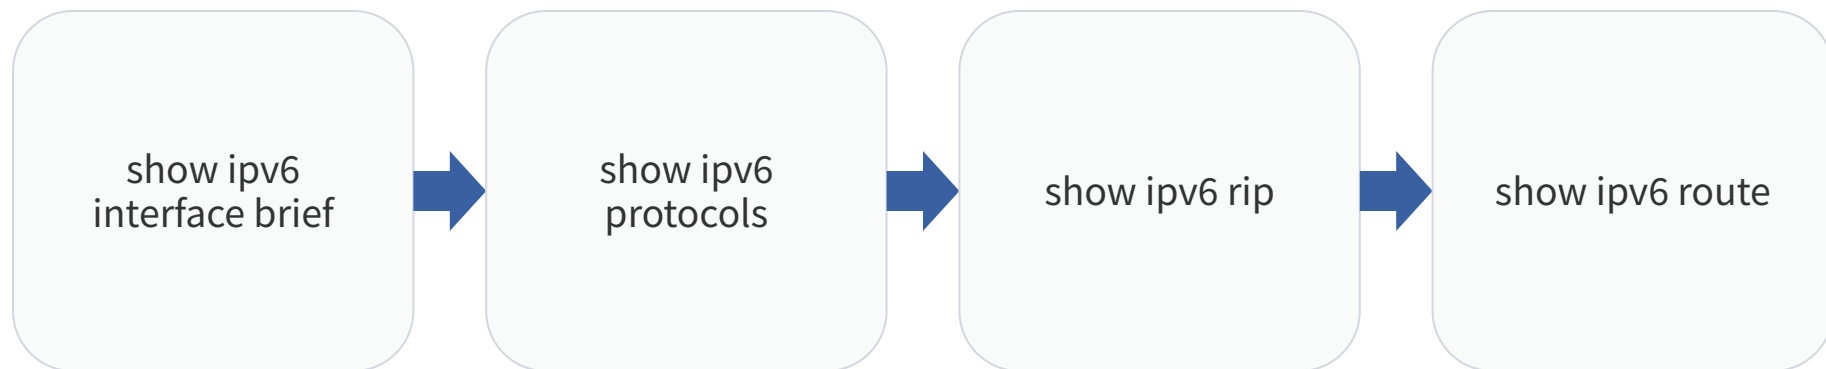 show ipv6
interface brief
show ipv6
protocols
show ipv6 rip
show ipv6 route